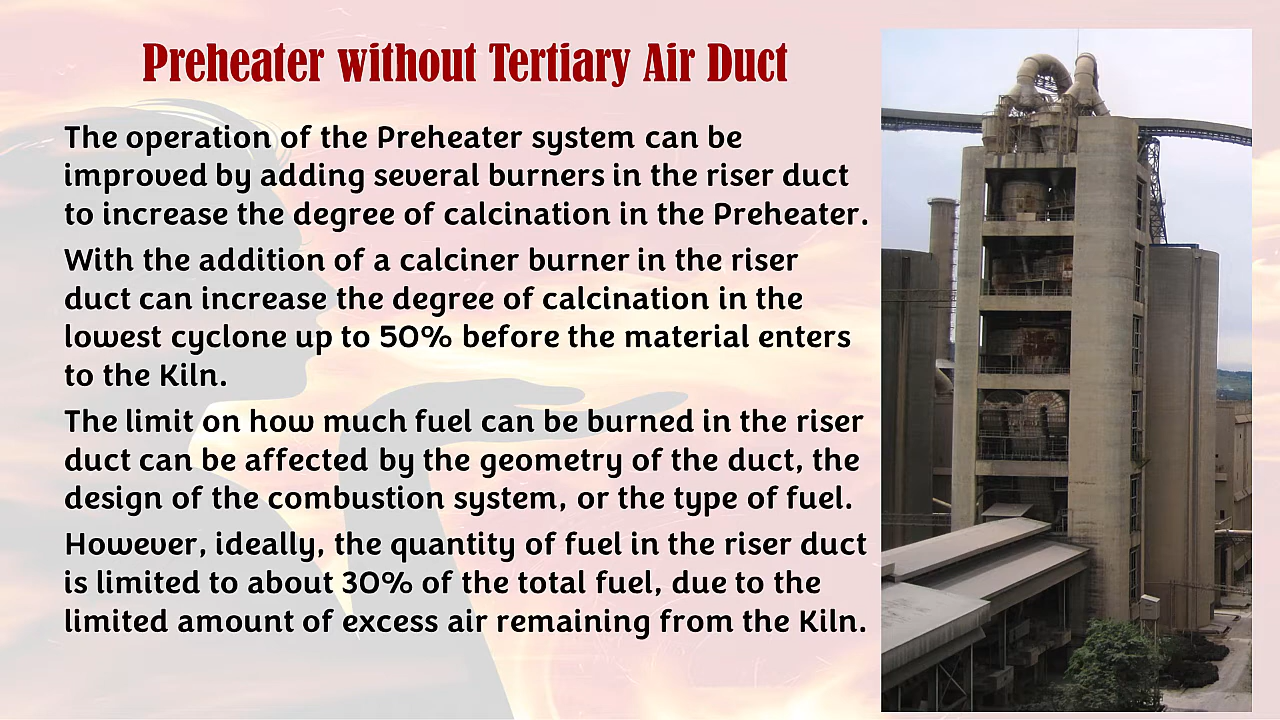 Preheater without Tertiary Air Duct
The operation of the Preheater system can be
improved by adding several burners in the riser duct
to increase the degree of calcination in the Preheater.
With the addition of a calciner burner in the riser
duct can increase the degree of calcination in the
lowest cyclone up to 50% before the material enters
to the Kiln.
The limit on how much fuel can be burned in the riser
duct can be affected by the geometry of the duct, the
design of the combustion system, or the type of fuel.
However, ideally, the quantity of fuel in the riser duct
is limited to about 30% of the total fuel, due to the
limited amount of excess air remaining from the Kiln.